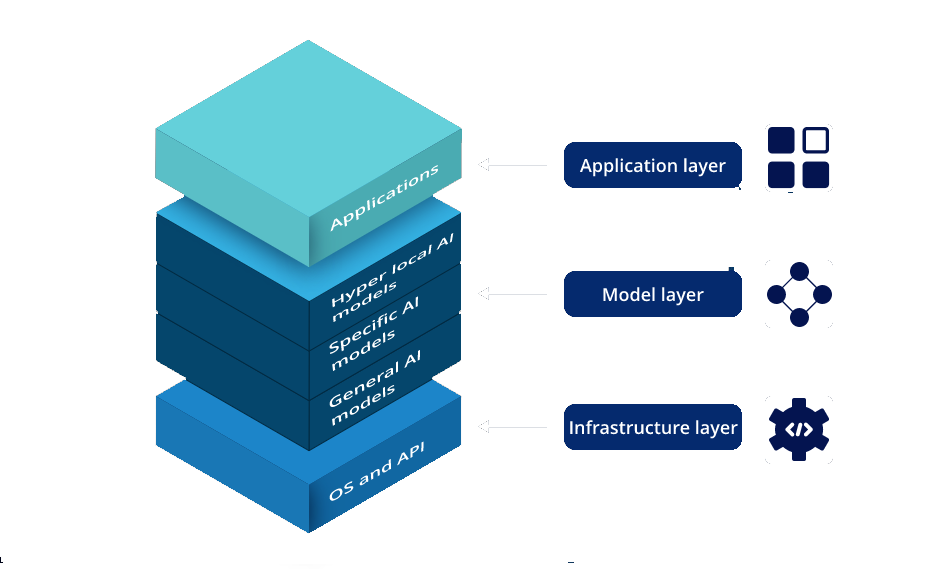 Applications
Application layer
Hyper local AI
models
Specific AI
models
General AI
models
Model layer
OS and API
Infrastructure layer
</>